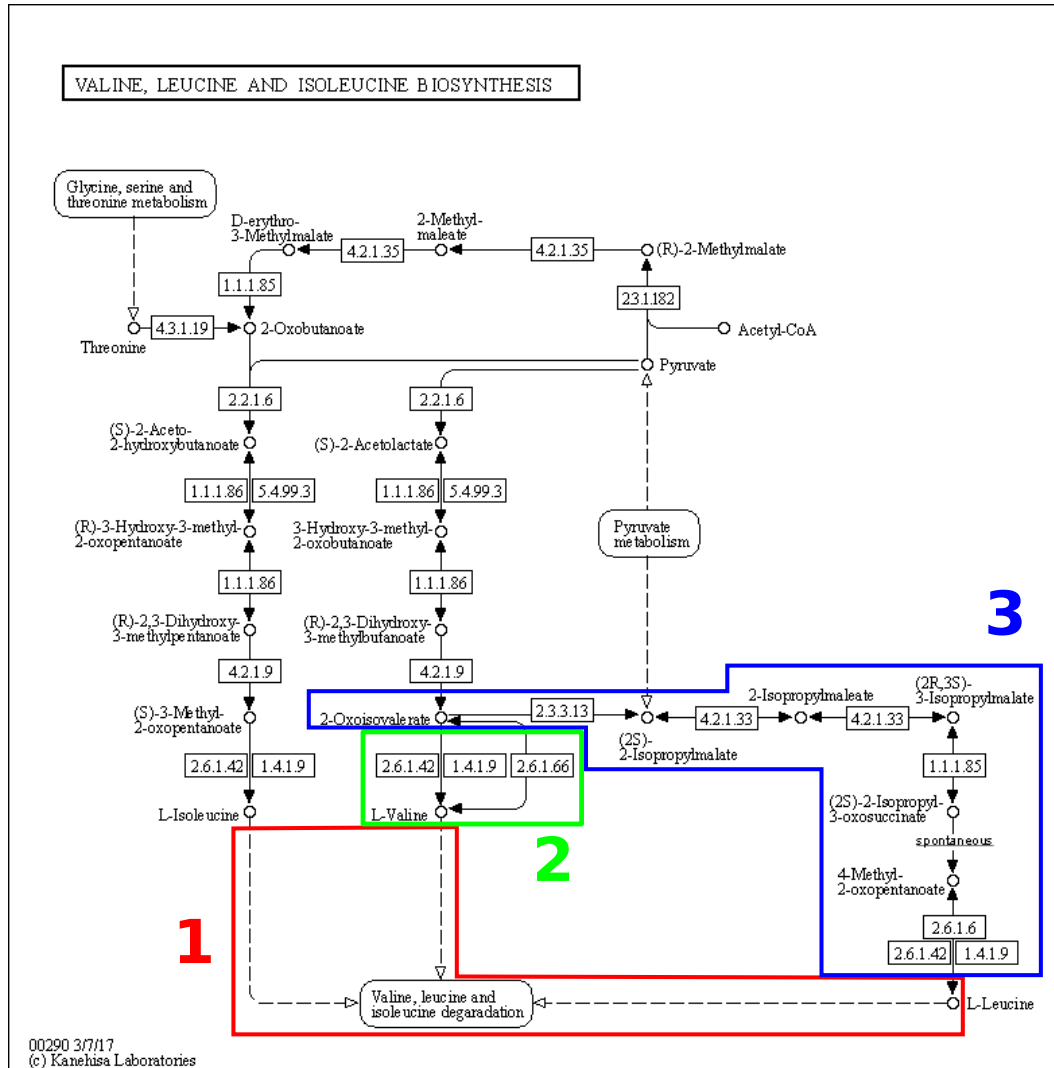 VALINE, LEUCINE AND ISOLEUCINE BIOSYNTHESIS
Glycine, serine and
threonine metabolism
D-erythro-
3-Methylmalate
4.2.1.35
2-Methyl-
maleate
4.2.1.35
(R)-2-Methylmalate
1.1.1.85
2.3.1.182
Threonine
4.3.1.19
2-Oxobutanoate
Acetyl-CoA
Pyruvate
2.2.1.6
2.2.1.6
(S)-2-Aceto-
2-hydroxybutanoate
(S)-2-Acetolactate
1.1.1.86
5.4.99.3
1.1.1.86
5.4.99.3
(R)-3-Hydroxy-3-methyl-
2-oxopentanoate
3-Hydroxy-3-methyl-
2-oxobutanoate
Pyruvate
metabolism
1.1.1.86
1.1.1.86
(R)-2,3-Dihydroxy-
3-methylpentanoate
(R)-2,3-Dihydroxy-
3-methylbutanoate
3
4.2.1.9
4.2.1.9
(S)-3-Methyl-
2-oxopentanoate
2-Oxoisovalerate
2.3.3.13
(2S)-
2-Isopropylmalate
4.2.1.33
2-Isopropylmaleate
4.2.1.33
(2R,3S)-
3-Isopropylmalate
2.6.1.42
1.4.1.9
2.6.1.42
1.4.1.9
2.6.1.66
1.1.1.85
L-Isoleucine
L-Valine
(2S)-2-Isopropyl-
3-oxosuccinate
spontaneous
2
4-Methyl-
2-oxopentanoate
1
2.6.1.6
2.6.1.42
1.4.1.9
Valine, leucine and
isoleucine degaradation
L-Leucine
00290 3/7/17
(c) Kanehisa Laboratories